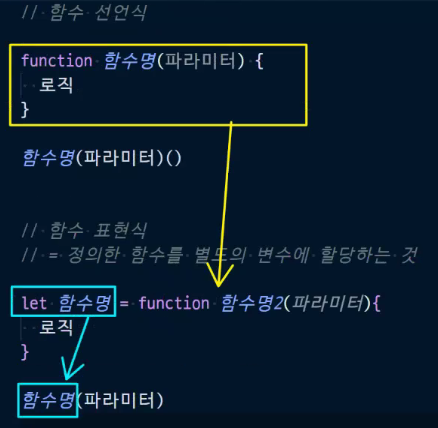 // 함수 선언식
function 함수명(파라미터) {
로직
}
함수명(파라미터)()
// 함수 표현식
// = 정의한 함수를 별도의 변수에 할당하는 것
let 함수명 = function 함수명2(파라미터){
로직
}
함수명(파라미터)